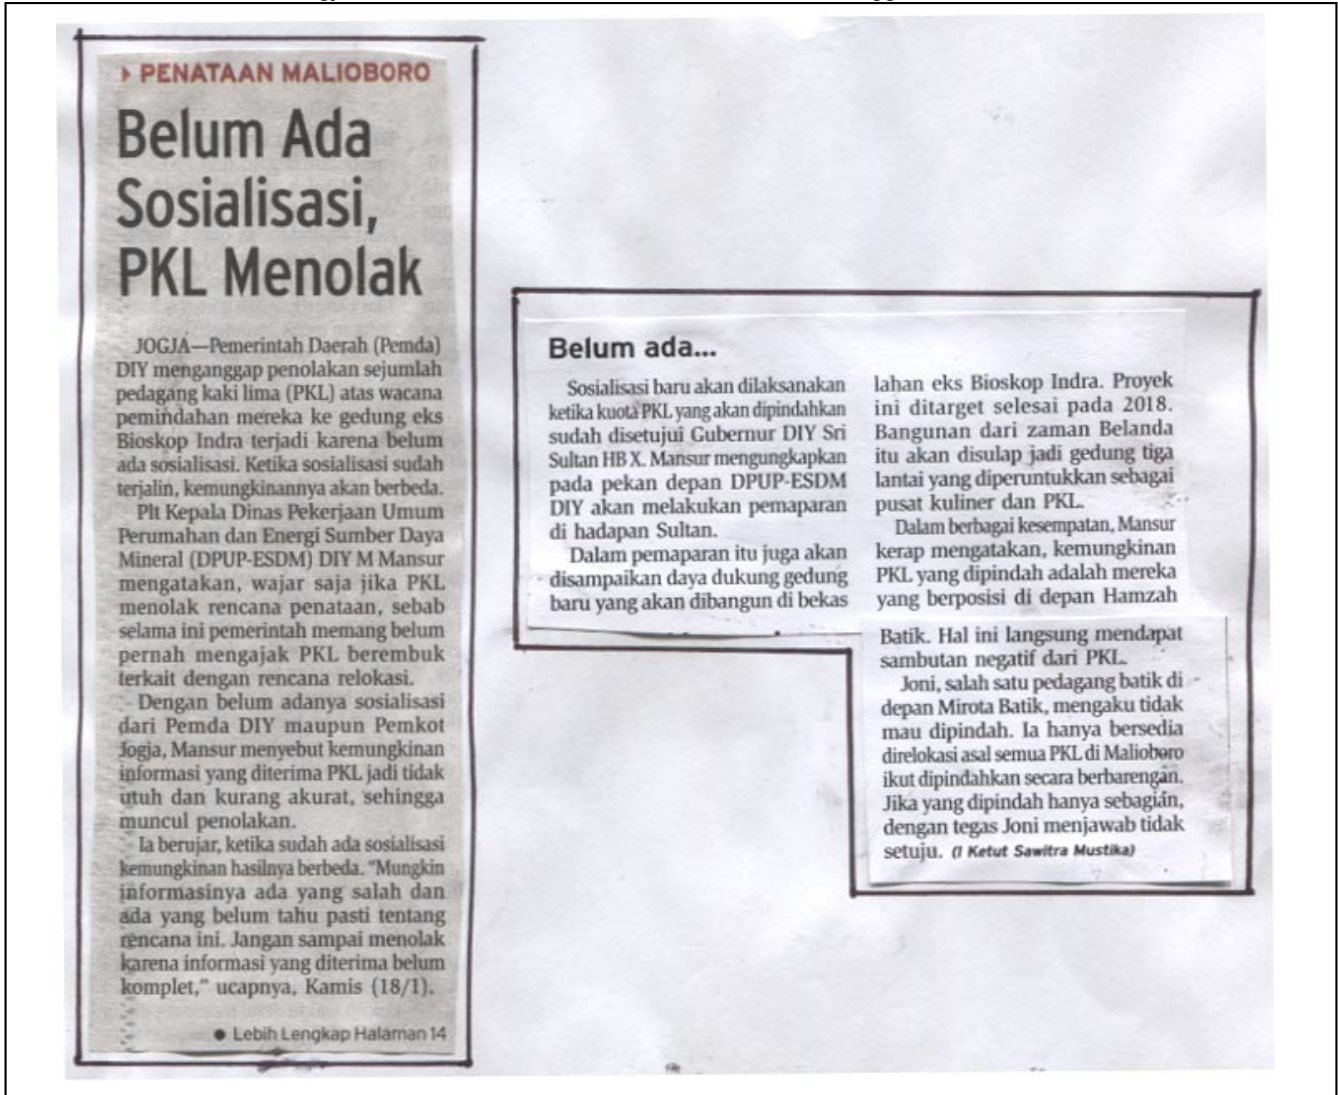 PENATAAN MALIOBORO
Belum Ada
Sosialisasi,
PKL Menolak
JOGJA—Pemerintah Daerah (Pemda)
DIY menganggap penolakan sejumlah
pedagang kaki lima (PKL) atas wacana
pemindahan mereka ke gedung eks
Bioskop Indra terjadi karena belum
ada sosialisasi. Ketika sosialisasi sudah
terjalin, kemungkinannya akan berbeda.
Plt Kepala Dinas Pekerjaan Umum
Perumahan dan Energi Sumber Daya
Mineral (DPUP-ESDM) DIY M Mansur
mengatakan, wajar saja jika PKL
menolak rencana penataan, sebab
selama ini pemerintah memang belum
pernah mengajak PKL berembuk
terkait dengan rencana relokasi.
Dengan belum adanya sosialisasi
dari Pemda DIY maupun Pemkot
Jogja, Mansur menyebut kemungkinan
informasi yang diterima PKL jadi tidak
utuh dan kurang akurat, sehingga
muncul penolakan.
Ia berujar, ketika sudah ada sosialisasi
kemungkinan hasilnya berbeda. “Mungkin
informasinya ada yang salah dan
ada yang belum tahu pasti tentang
rencana ini. Jangan sampai menolak
karena informasi yang diterima belum
komplet,” ucapnya, Kamis (18/1).
● Lebih Lengkap Halaman 14
Belum ada...
Sosialisasi baru akan dilaksanakan
ketika kuota PKL yang akan dipindahkan
sudah disetujui Gubernur DIY Sri
Sultan HB X. Mansur mengungkapkan
pada pekan depan DPUP-ESDM
DIY akan melakukan pemaparan
di hadapan Sultan.
Dalam pemaparan itu juga akan
disampaikan daya dukung gedung
baru yang akan dibangun di bekas
lahan eks Bioskop Indra. Proyek
ini ditarget selesai pada 2018.
Bangunan dari zaman Belanda
itu akan disulap jadi gedung tiga
lantai yang diperuntukkan sebagai
pusat kuliner dan PKL.
Dalam berbagai kesempatan, Mansur
kerap mengatakan, kemungkinan
PKL yang dipindah adalah mereka
yang berposisi di depan Hamzah
Batik. Hal ini langsung mendapat
sambutan negatif dari PKL.
Joni, salah satu pedagang batik di
depan Mirota Batik, mengaku tidak
mau dipindah. Ia hanya bersedia
direlokasi asal semua PKL di Malioboro
ikut dipindahkan secara berbarengan.
Jika yang dipindah hanya sebagian,
dengan tegas Joni menjawab tidak
setuju. (I Ketut Sawitra Mustika)